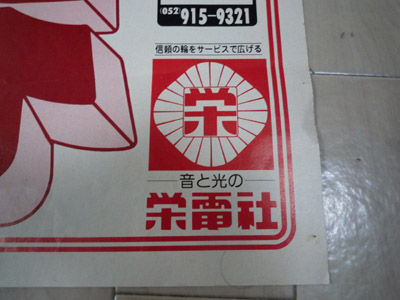 (052)
915-9321
信頼の輪をサービスで広げる
栄
音と光の
栄電社